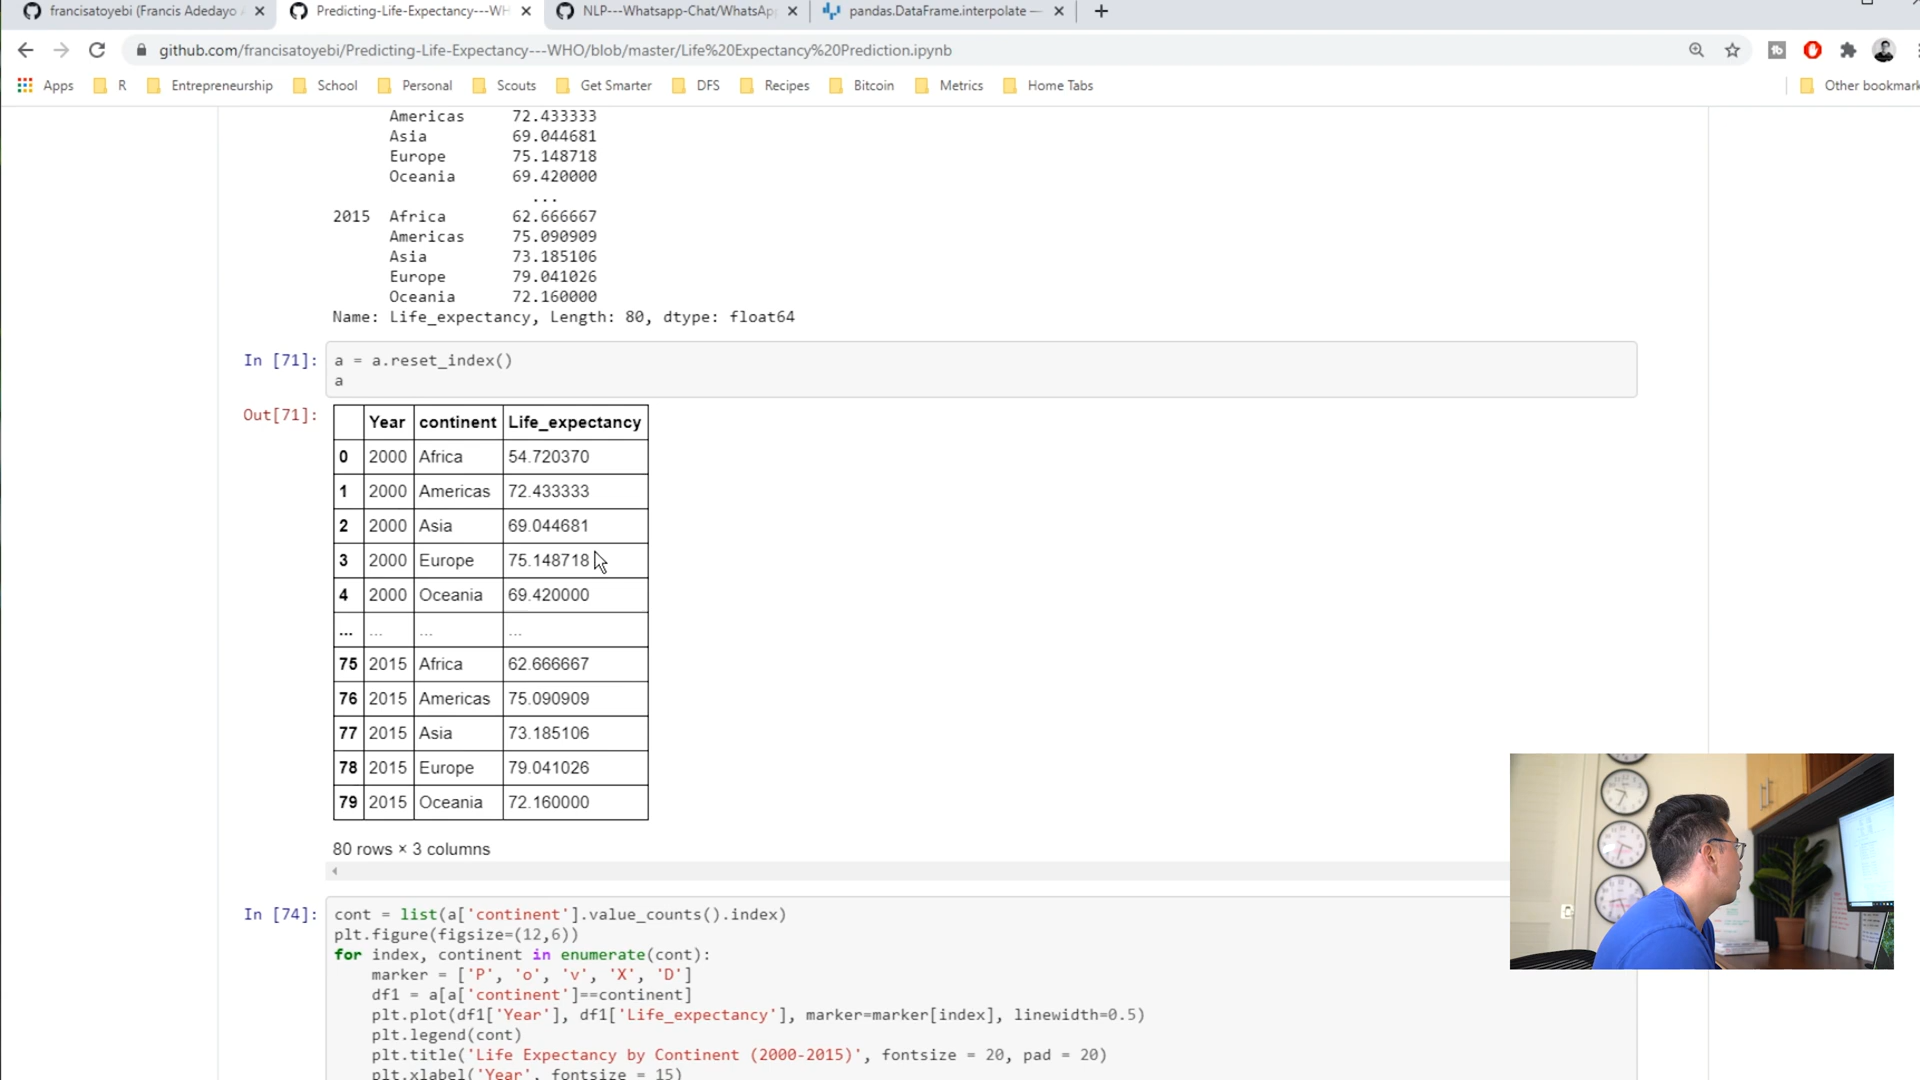 francisatoyebi (Francis Adedayo
Predicting-Life-Expectancy---WH
NLP---Whatsapp-Chat/WhatsAp
pandas.DataFrame.interpolate —
github.com/francisatoyebi/Predicting-Life-Expectancy---WHO/blob/master/Life%20Expectancy%20Prediction.ipynb
Apps R Entrepreneurship School Personal Scouts Get Smarter DFS Recipes Bitcoin Metrics Home Tabs Other bookmark
Americas 72.433333
Asia 69.044681
Europe 75.148718
Oceania 69.420000
...
2015 Africa 62.666667
Americas 75.090909
Asia 73.185106
Europe 79.041026
Oceania 72.160000
Name: Life_expectancy, Length: 80, dtype: float64
In [71]: a = a.reset_index()
a
Out[71]:
Year continent Life_expectancy
0 2000 Africa 54.720370
1 2000 Americas 72.433333
2 2000 Asia 69.044681
3 2000 Europe 75.148718
4 2000 Oceania 69.420000
... ... ... ...
75 2015 Africa 62.666667
76 2015 Americas 75.090909
77 2015 Asia 73.185106
78 2015 Europe 79.041026
79 2015 Oceania 72.160000
80 rows × 3 columns
In [74]: cont = list(a['continent'].value_counts().index)
plt.figure(figsize=(12,6))
for index, continent in enumerate(cont):
marker = ['P', 'o', 'v', 'X', 'D']
df1 = a[a['continent']==continent]
plt.plot(df1['Year'], df1['Life_expectancy'], marker=marker[index], linewidth=0.5)
plt.legend(cont)
plt.title('Life Expectancy by Continent (2000-2015)', fontsize = 20, pad = 20)
plt.xlabel('Year', fontsize = 15)